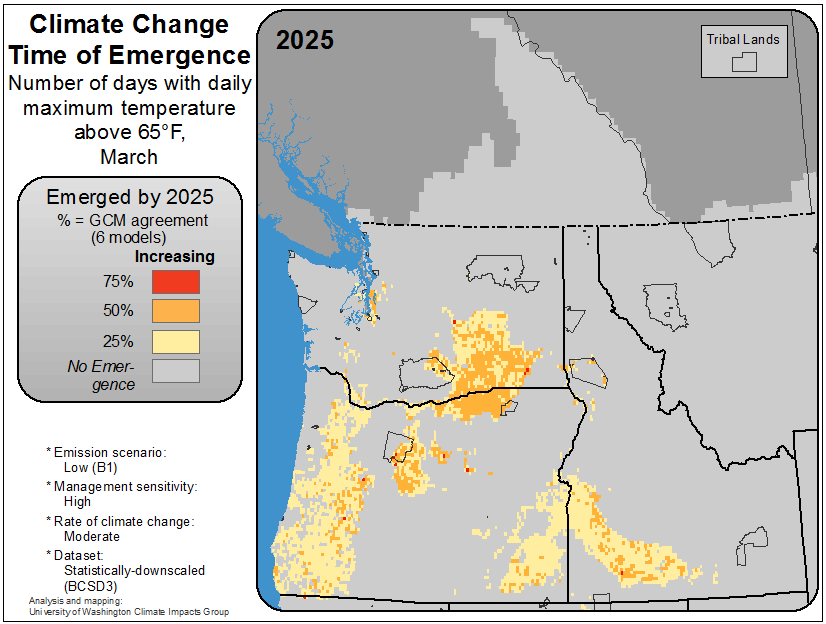 Climate Change
Time of Emergence
Number of days with daily
maximum temperature
above 65°F,
March
Emerged by 2025
% = GCM agreement
(6 models)
Increasing
75%
50%
25%
No Emer-
gence
* Emission scenario:
Low (B1)
* Management sensitivity:
High
* Rate of climate change:
Moderate
* Dataset:
Statistically-downscaled
(BCSD3)
Analysis and mapping:
University of Washington Climate Impacts Group
2025
Tribal Lands